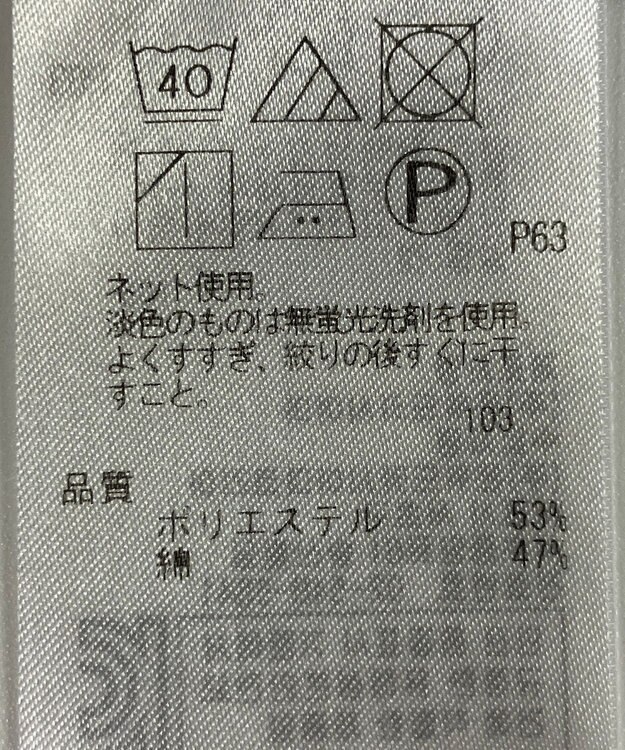 40
P
P63
ネット使用。
淡色のものは無蛍光洗剤を使用。
よくすすぎ、絞りの後すぐに干
すこと。
103
品質
ポリエステル 53%
綿 47%